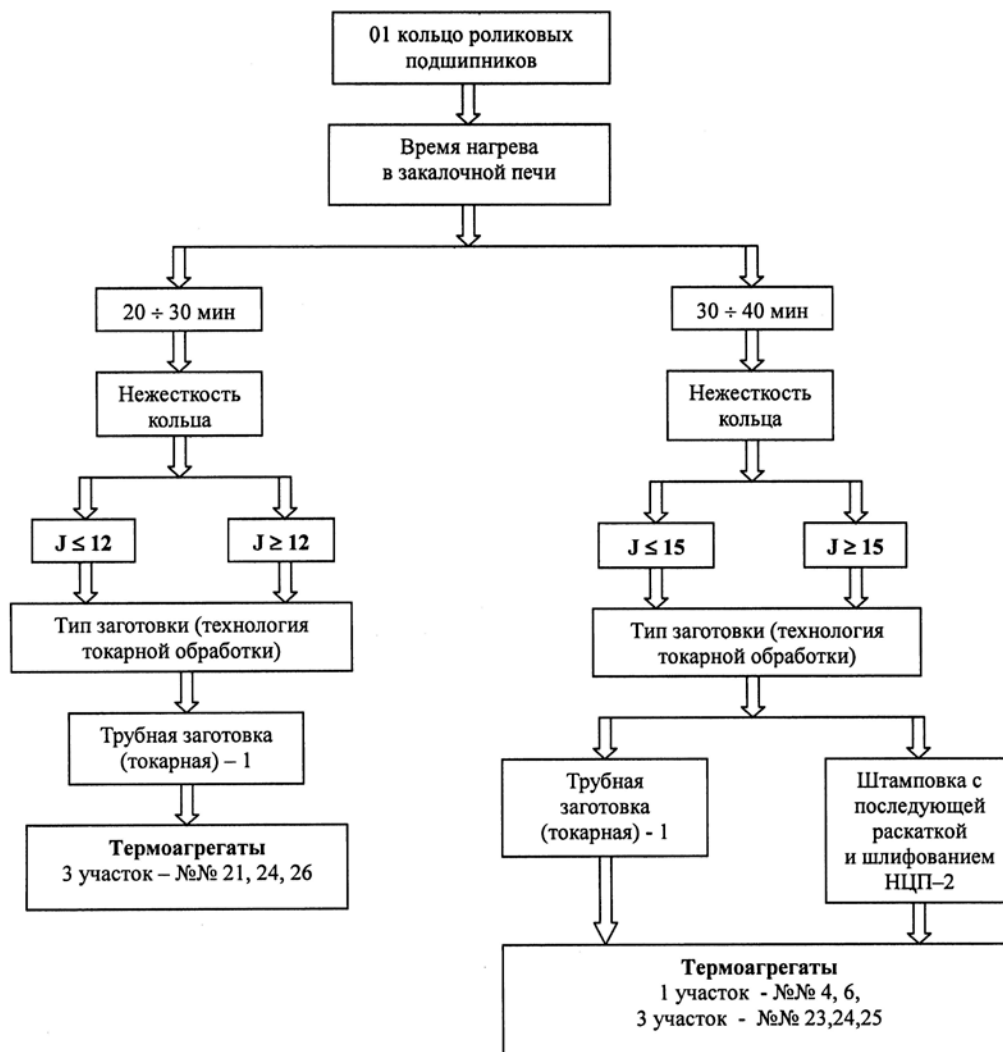 01 кольцо роликовых
подшипников
Время нагрева
в закалочной печи
20 ÷ 30 мин
Нежесткость
кольца
J ≤ 12
J ≥ 12
Тип заготовки (технология
токарной обработки)
Трубная заготовка
(токарная) – 1
Термоагрегаты
3 участок – №№ 21, 24, 26
30 ÷ 40 мин
Нежесткость
кольца
J ≤ 15
J ≥ 15
Тип заготовки (технология
токарной обработки)
Трубная
заготовка
(токарная) - 1
Штамповка с
последующей
раскаткой
и шлифованием
НЦП–2
Термоагрегаты
1 участок - №№ 4, 6,
3 участок - №№ 23,24,25